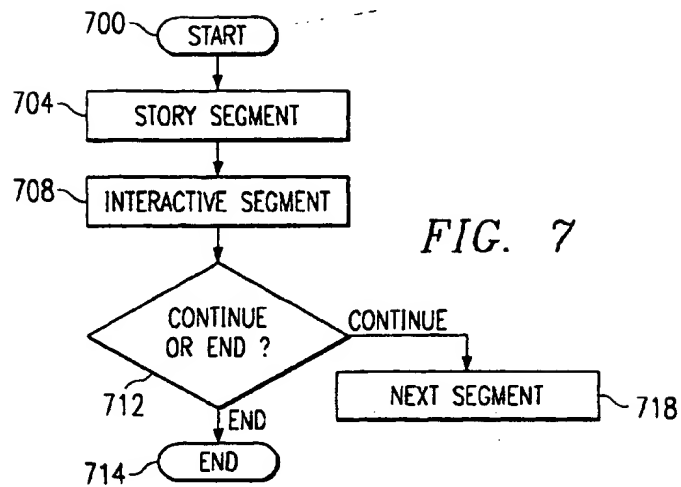 700
START
704
STORY SEGMENT
708
INTERACTIVE SEGMENT
FIG. 7
CONTINUE
OR END ?
CONTINUE
712
NEXT SEGMENT
718
END
714
END